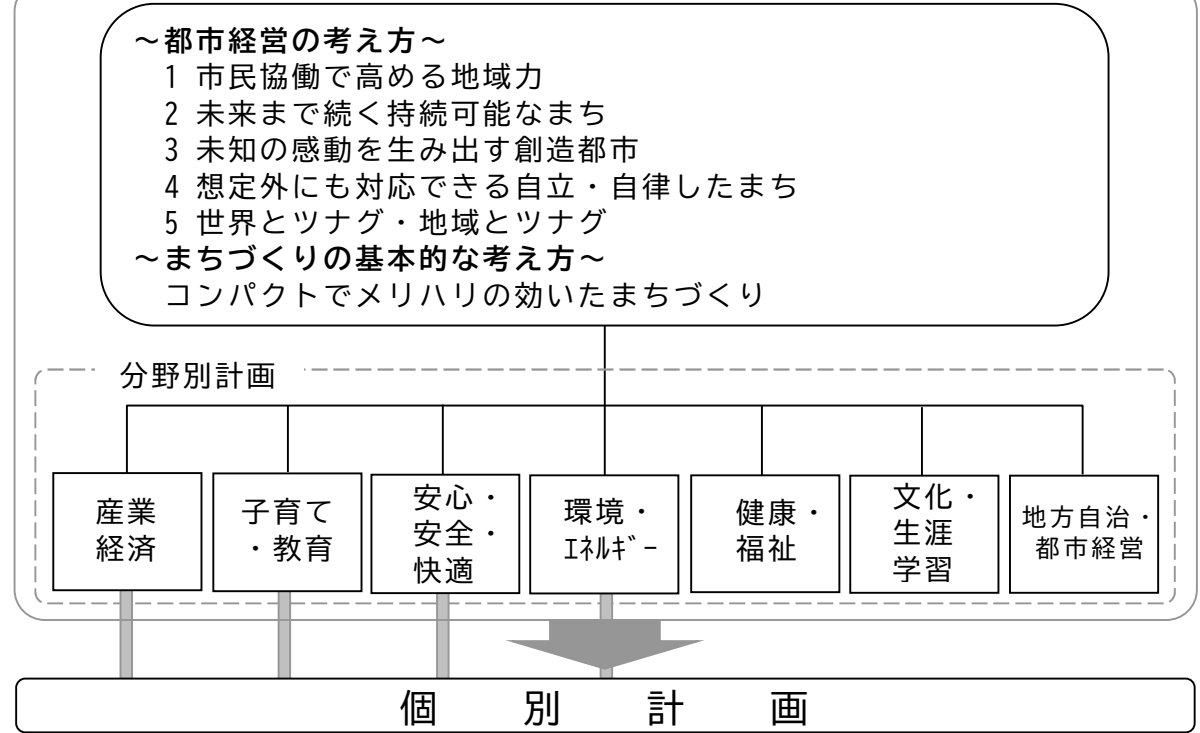 ～都市経営の考え方～
1 市民協働で高める地域力
2 未来まで続く持続可能なまち
3 未知の感動を生み出す創造都市
4 想定外にも対応できる自立・自律したまち
5 世界とツナグ・地域とツナグ
～まちづくりの基本的な考え方～
コンパクトでメリハリの効いたまちづくり
分野別計画
産業
経済
子育て
・教育
安心・
安全・
快適
環境・
ｴﾈﾙｷﾞｰ
健康・
福祉
文化・
生涯
学習
地方自治・
都市経営
個別計画